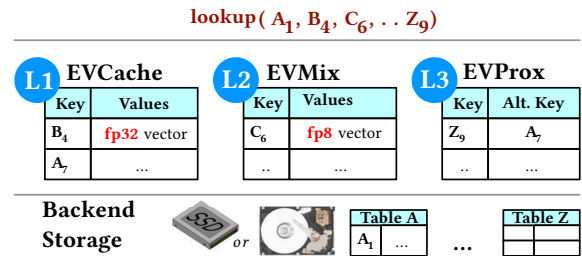 lookup( A1, B4, C6, . . Z9)
L1 EVCache
Key Values
B4 fp32 vector
A7 ...
L2 EVMix
Key Values
C6 fp8 vector
.. ...
L3 EVProx
Key Alt. Key
Z9 A7
.. ...
Backend
Storage
SSD or
Table A
A1 ...
...
Table Z